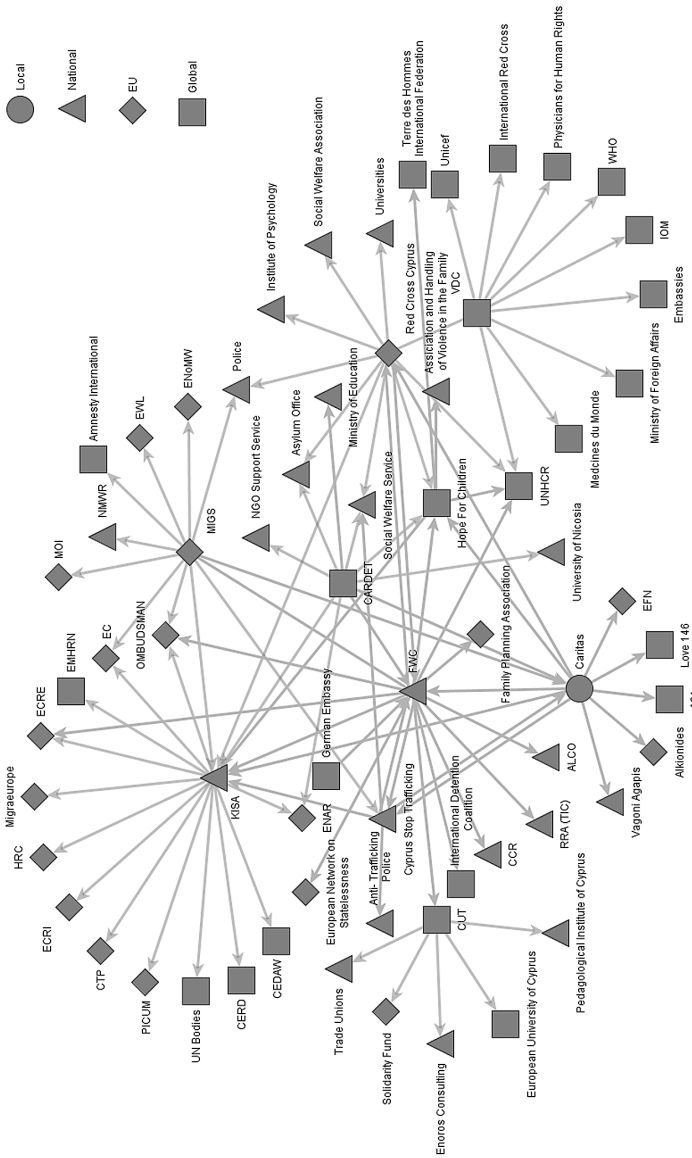 Local
National
EU
Global
Terre des Hommes
International Federation
Unicef
International Red Cross
Physicians for Human Rights
WHO
IOM
Embassies
Ministry of Foreign Affairs
Medcines du Monde
UNHCR
VDC
Assiciation and Handling
of Violence in the Family
Red Cross Cyprus
Universities
Social Welfare Association
Institute of Psychology
Police
Ministry of Education
Asylum Office
NGO Support Service
Social Welfare Service
Hope For Children
University of Nicosia
CARDET
Amnesty International
EWL
ENoMW
NMWR
MOI
MIGS
EC
OMBUDSMAN
EMHRN
ECRE
Migraeurope
HRC
ECRI
CTP
PICUM
UN Bodies
CERD
CEDAW
KISA
German Embassy
ENAR
European Network on
Statelessness
FWC
Family Planning Association
Caritas
EFN
Love 146
Alkionides
Vagoni Agapis
ALCO
RRA (TIC)
CCR
International Detention
Coalition
Cyprus Stop Trafficking
Anti- Trafficking
Police
CUT
Trade Unions
Solidarity Fund
Enoros Consulting
European University of Cyprus
Pedagological Institute of Cyprus